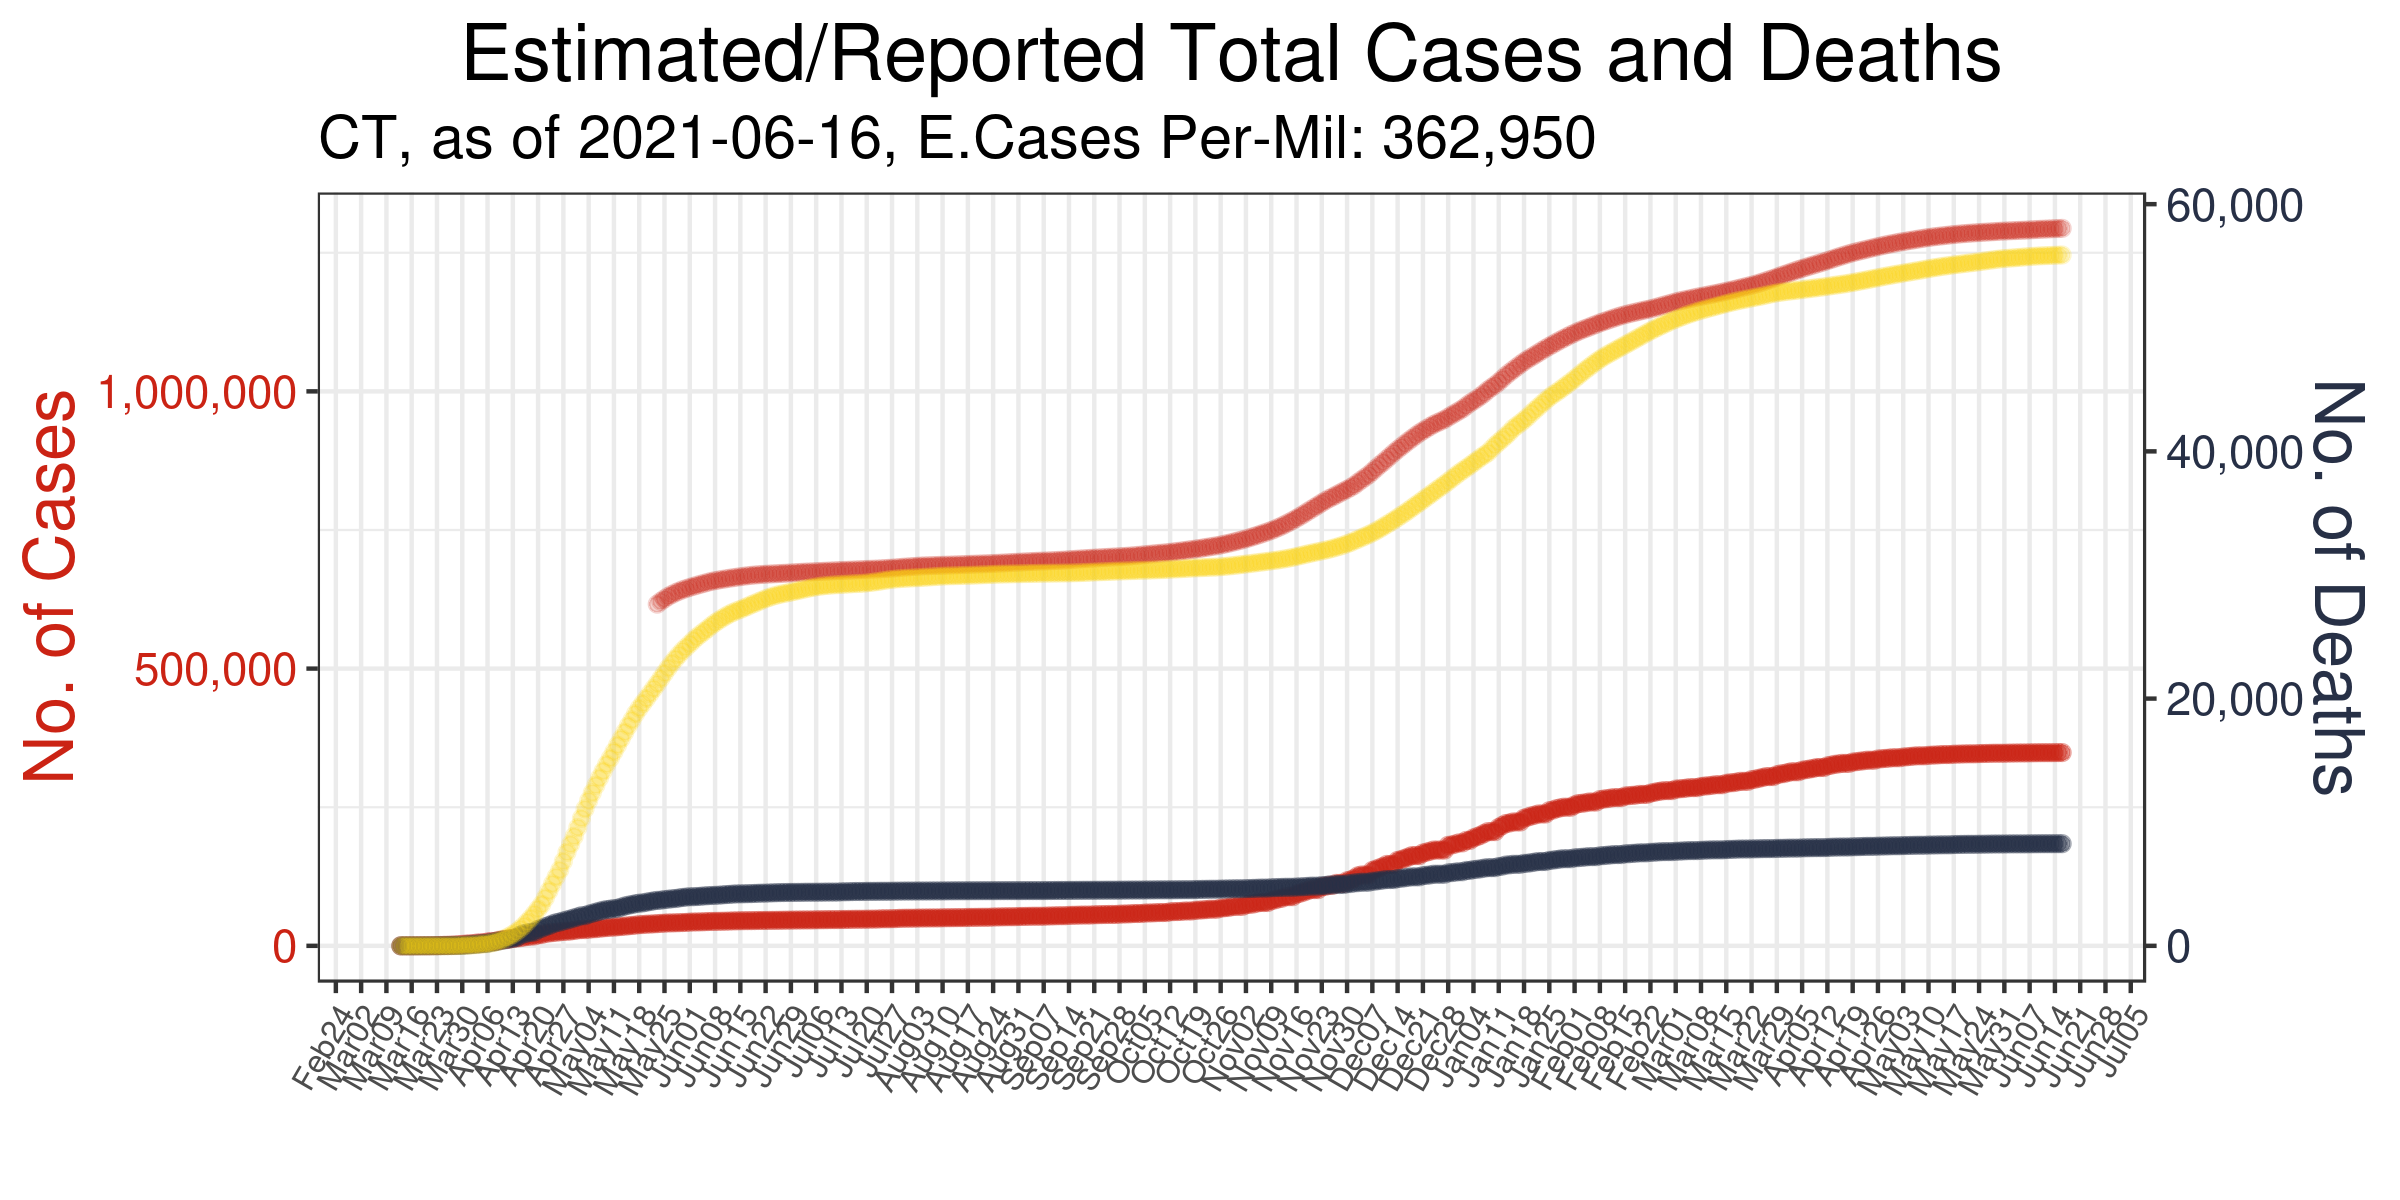 Estimated/Reported Total Cases and Deaths
CT, as of 2021-06-16, E.Cases Per-Mil: 362,950
No. of Cases
1,000,000
500,000
0
60,000
40,000
20,000
0
No. of Deaths
Feb24
Mar02
Mar09
Mar16
Mar23
Mar30
Apr06
Apr13
Apr20
Apr27
May04
May11
May18
May25
Jun01
Jun08
Jun15
Jun22
Jun29
Jul06
Jul13
Jul20
Jul27
Aug03
Aug10
Aug17
Aug24
Aug31
Sep07
Sep14
Sep21
Sep28
Oct05
Oct12
Oct19
Oct26
Nov02
Nov09
Nov16
Nov23
Nov30
Dec07
Dec14
Dec21
Dec28
Jan04
Jan11
Jan18
Jan25
Feb01
Feb08
Feb15
Feb22
Mar01
Mar08
Mar15
Mar22
Mar29
Apr05
Apr12
Apr19
Apr26
May03
May10
May17
May24
May31
Jun07
Jun14
Jun21
Jun28
Jul05